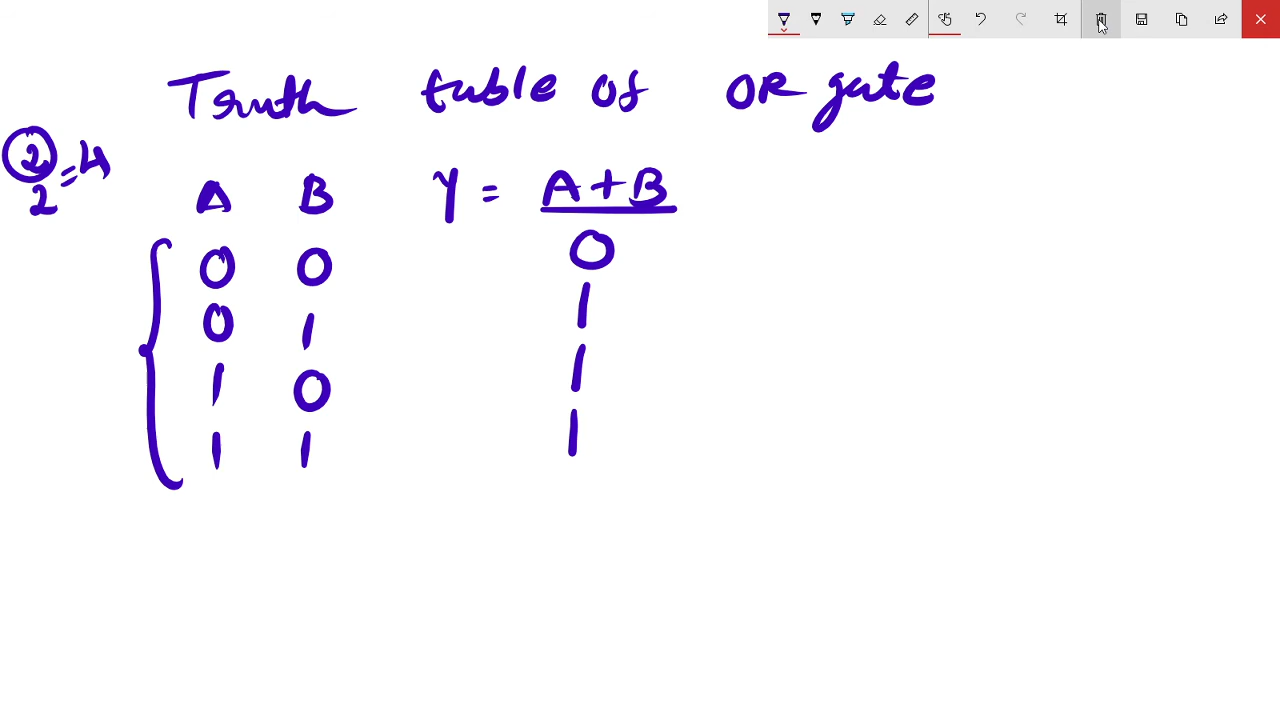 Truth table of OR gate
2 2 = 4
A B Y = A+B
0 0 0
0 1 1
1 0 1
1 1 1